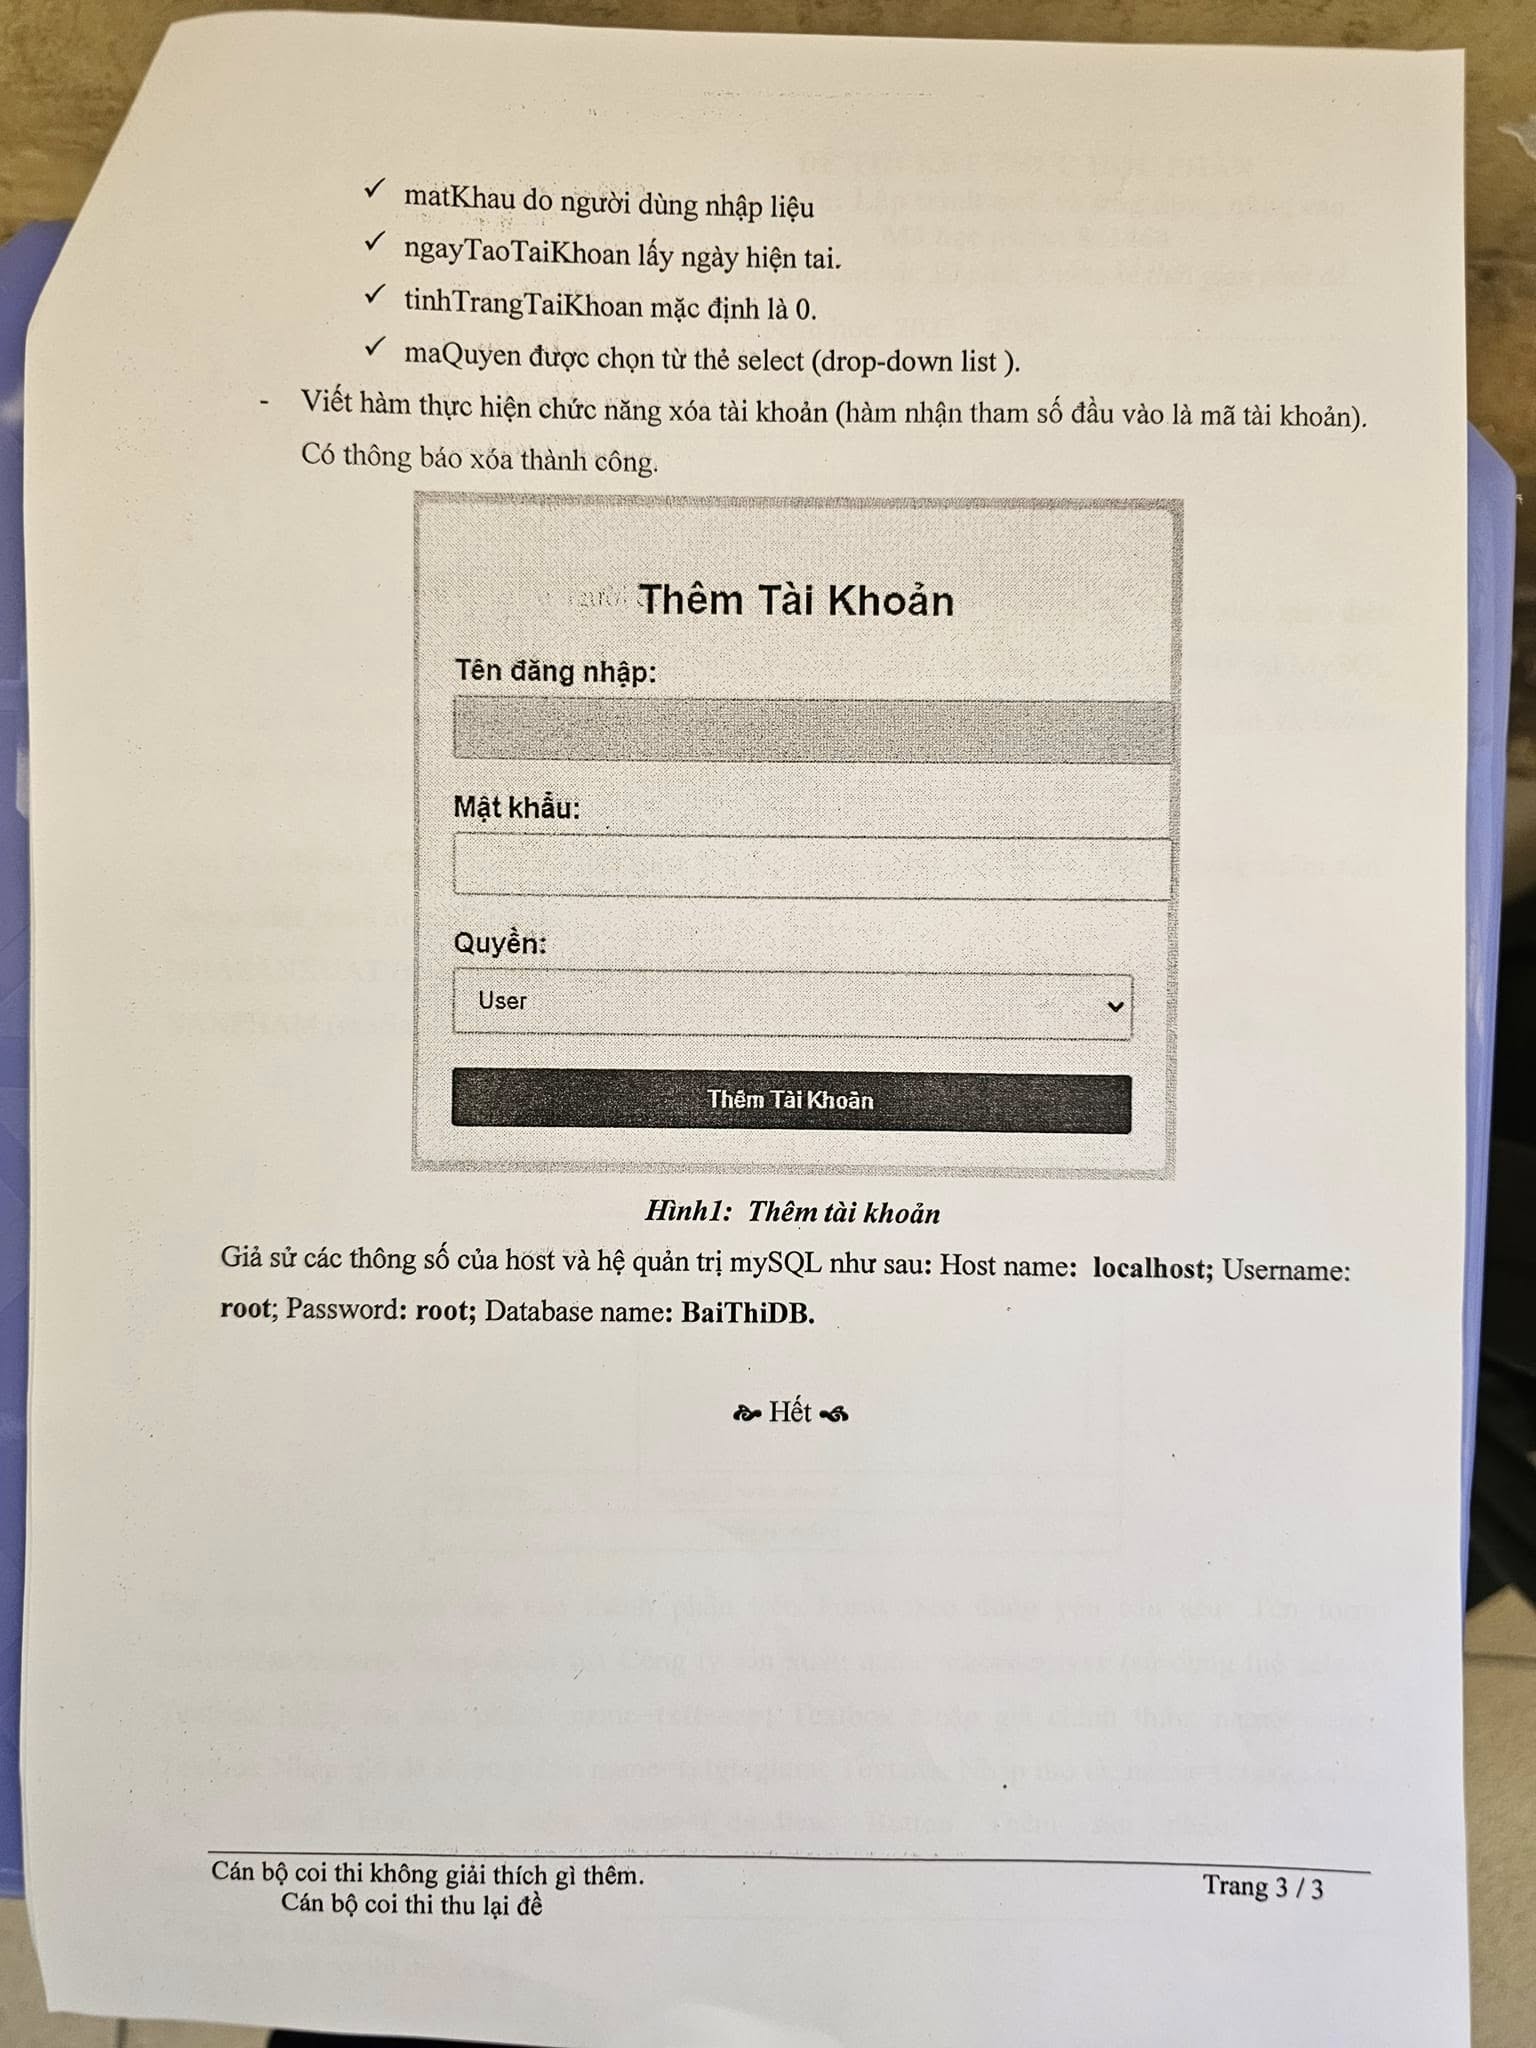 ✓ matKhau do người dùng nhập liệu
✓ ngayTaoTaiKhoan lấy ngày hiện tai.
✓ tinhTrangTaiKhoan mặc định là 0.
✓ maQuyen được chọn từ thẻ select (drop-down list ).
- Viết hàm thực hiện chức năng xóa tài khoản (hàm nhận tham số đầu vào là mã tài khoản).
Có thông báo xóa thành công.
Thêm Tài Khoản
Tên đăng nhập:
Mật khẩu:
Quyền:
User
Thêm Tài Khoản
Hình1: Thêm tài khoản
Giả sử các thông số của host và hệ quản trị mySQL như sau: Host name: localhost; Username:
root; Password: root; Database name: BaiThiDB.
Hết
Cán bộ coi thi không giải thích gì thêm.
Cán bộ coi thi thu lại đề
Trang 3 / 3